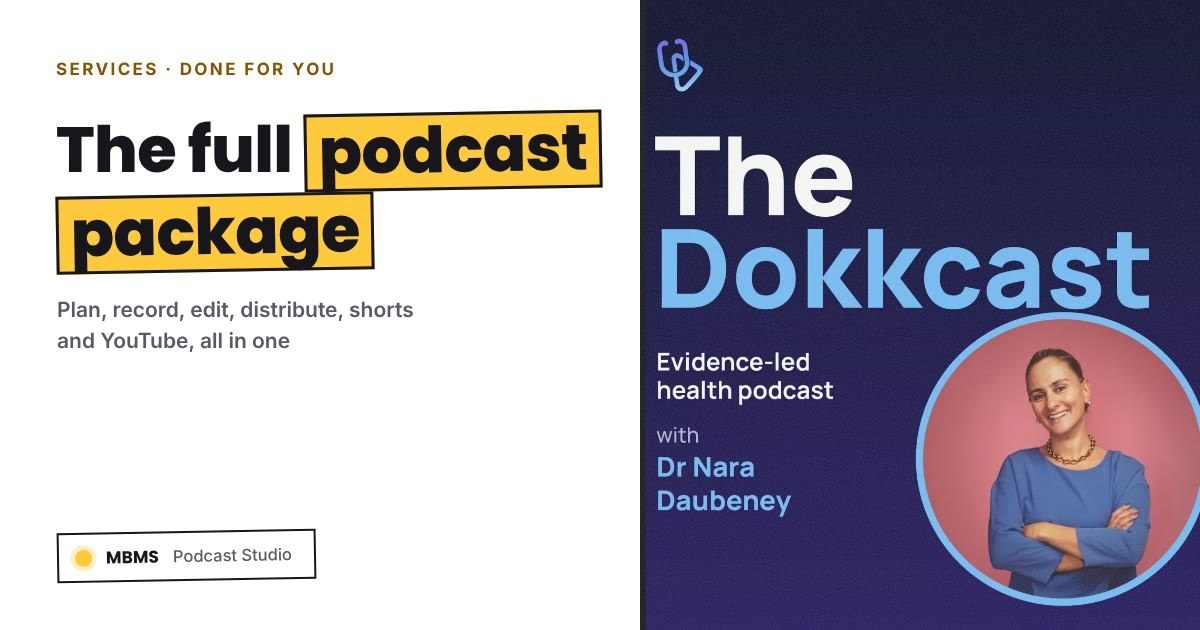 SERVICES · DONE FOR YOU
The full podcast
package
Plan, record, edit, distribute, shorts
and YouTube, all in one
MBMS Podcast Studio
The
Dokkcast
Evidence-led
health podcast
with
Dr Nara
Daubeney